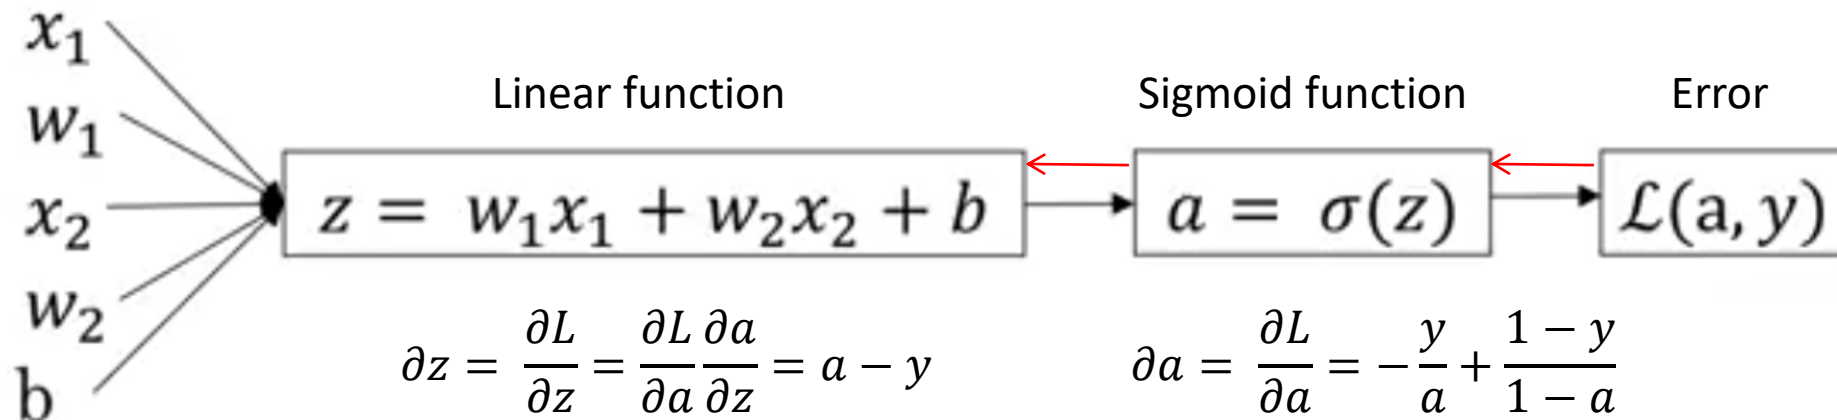 x₁
w₁
x₂
w₂
b
Linear function
z = w₁x₁ + w₂x₂ + b
∂z = ∂L/∂z = ∂L/∂a ∂a/∂z = a − y
Sigmoid function
a = σ(z)
∂a = ∂L/∂a = −y/a + (1 − y)/(1 − a)
Error
ℒ(a, y)